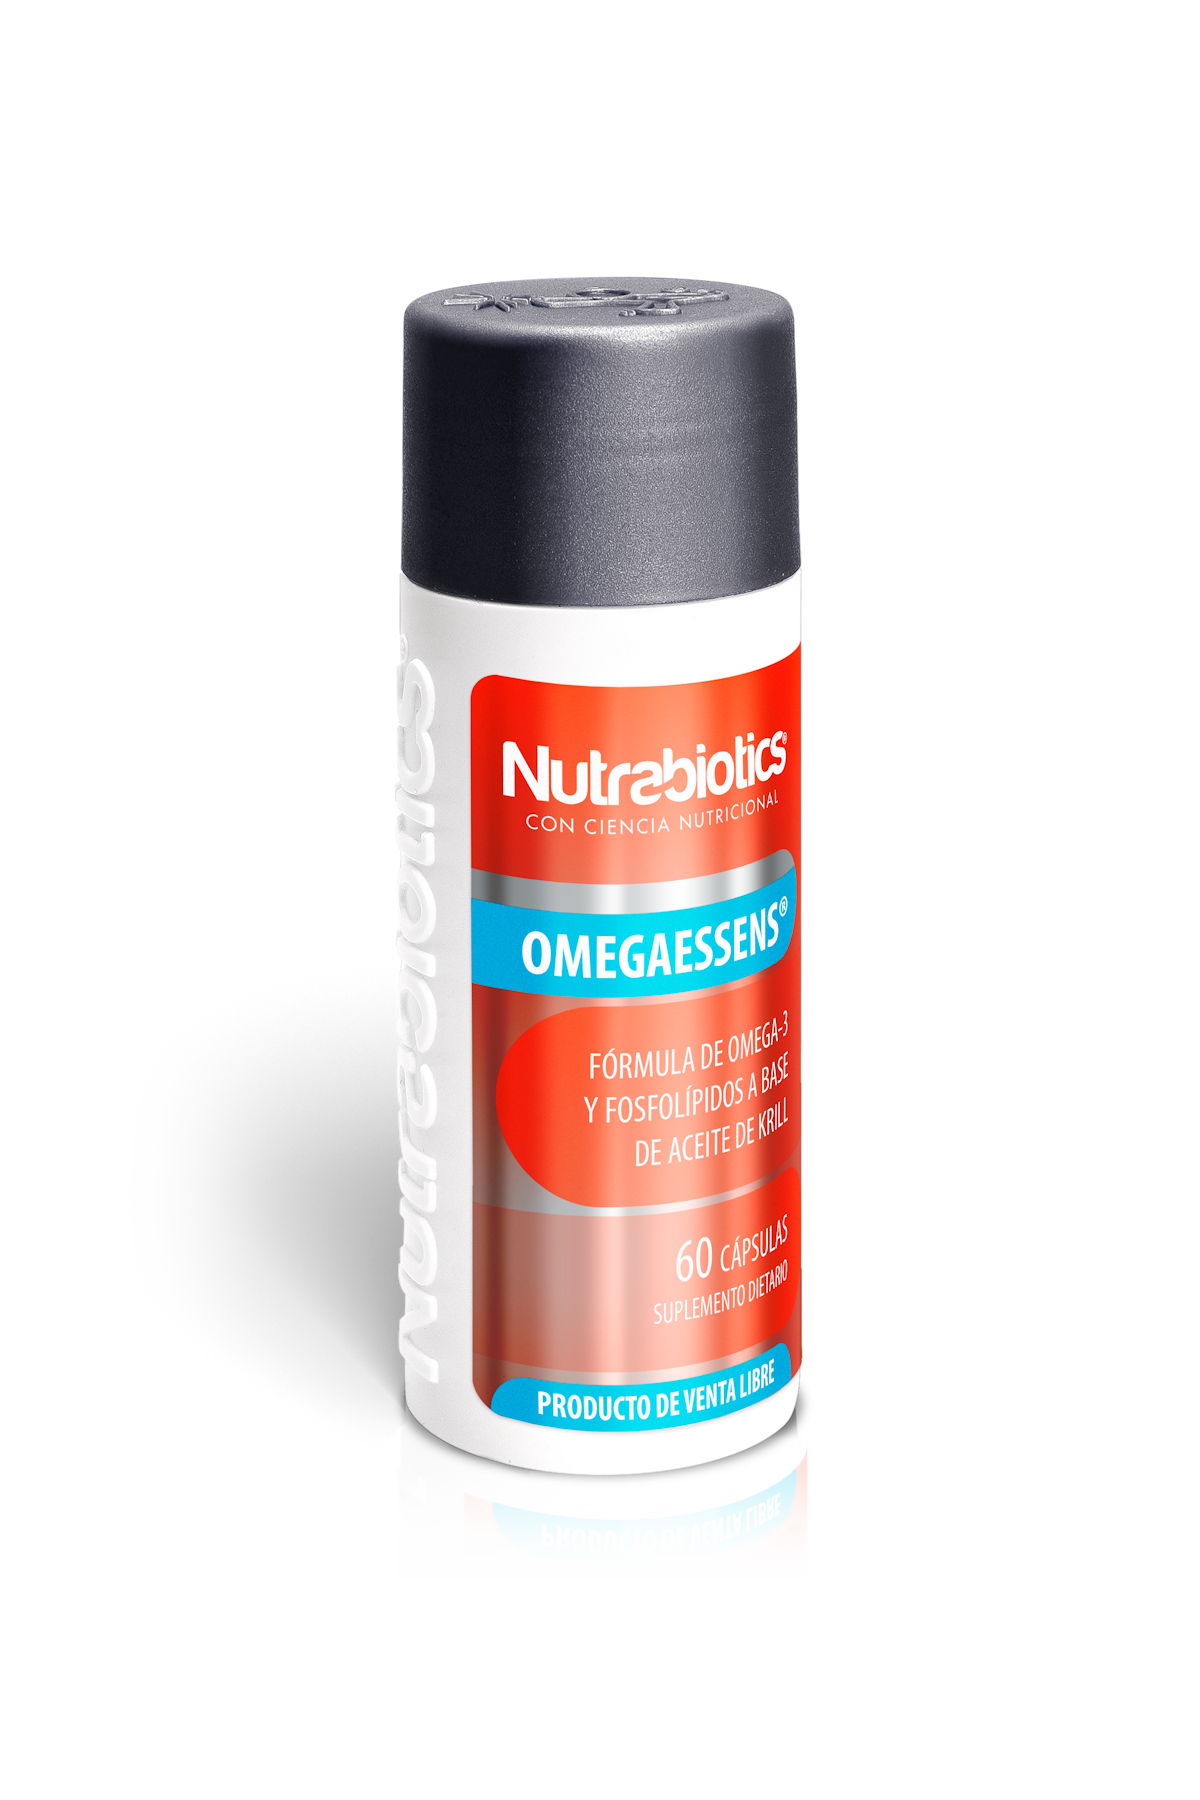 Nutrabiotics®
Nutrabiotics®
CON CIENCIA NUTRICIONAL
OMEGAESSENS®
FÓRMULA DE OMEGA-3
Y FOSFOLÍPIDOS A BASE
DE ACEITE DE KRILL
60 CÁPSULAS
SUPLEMENTO DIETARIO
PRODUCTO DE VENTA LIBRE